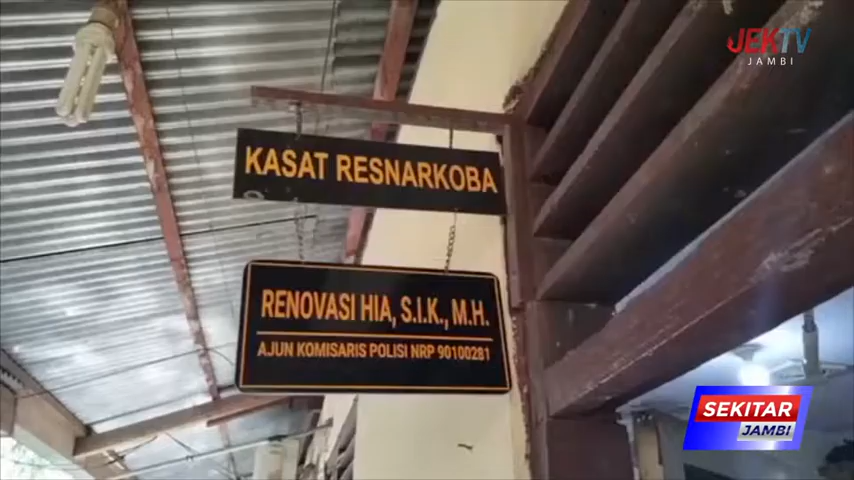 JEKTV
JAMBI
KASAT RESNARKOBA
RENOVASI HIA, S.I.K., M.H.
AJUN KOMISARIS POLISI NRP 90100281
SEKITAR
JAMBI